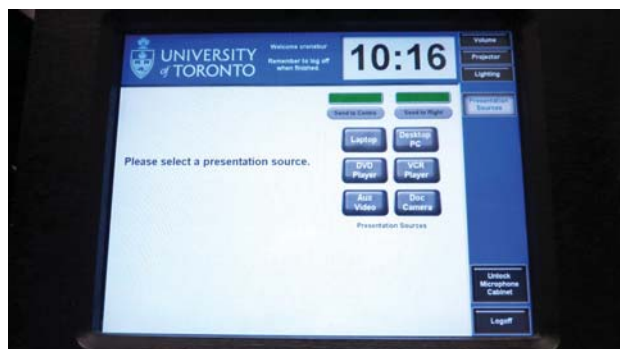 UNIVERSITY
of TORONTO
Welcome cranebur
Remember to log off
when finished.
10:16
Volume
Projector
Lighting
Presentation
Sources
Send to Centre
Send to Right
Please select a presentation source.
Laptop
Desktop
PC
DVD
Player
VCR
Player
Aux
Video
Doc
Camera
Presentation Sources
Unlock
Microphone
Cabinet
Logoff